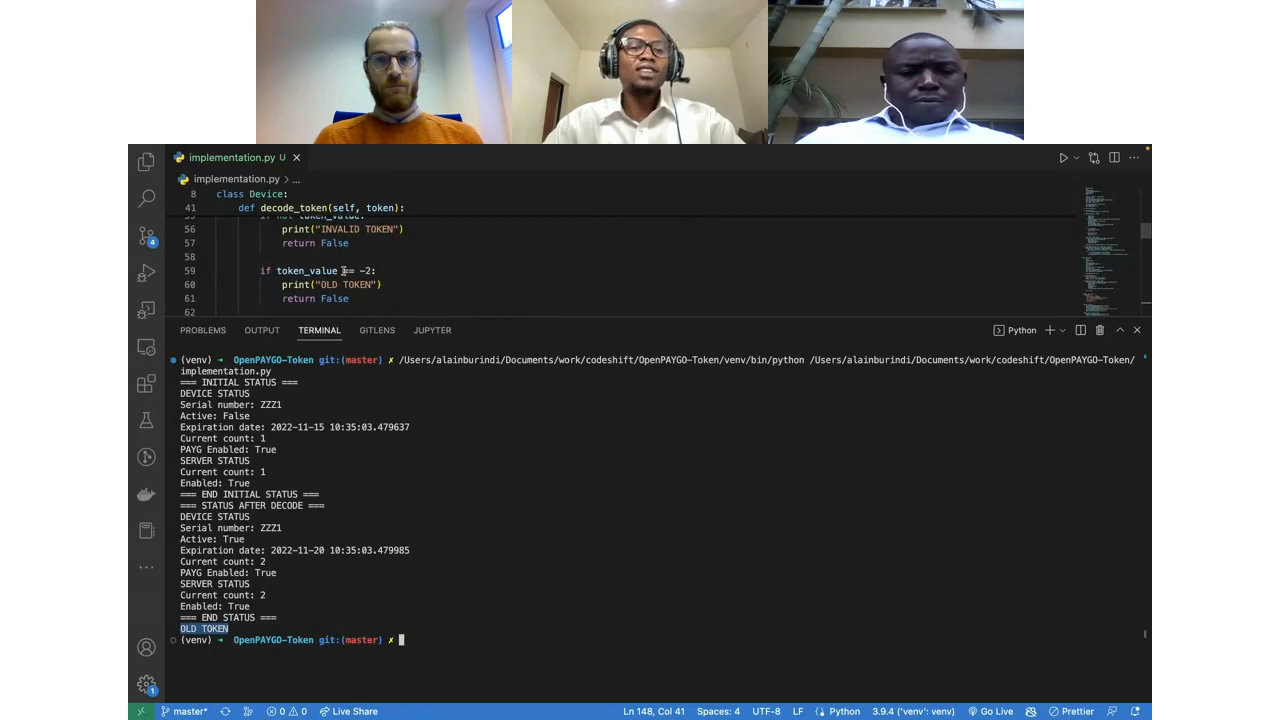 implementation.py U
implementation.py > ...
8 class Device:
41 def decode_token(self, token):
55 if not token_value:
56 print("INVALID TOKEN")
57 return False
58
59 if token_value == -2:
60 print("OLD TOKEN")
61 return False
62
4
PROBLEMS OUTPUT TERMINAL GITLENS JUPYTER Python
(venv) ➜ OpenPAYGO-Token git:(master) ✗ /Users/alainburindi/Documents/work/codeshift/OpenPAYGO-Token/venv/bin/python /Users/alainburindi/Documents/work/codeshift/OpenPAYGO-Token/
implementation.py
=== INITIAL STATUS ===
DEVICE STATUS
Serial number: ZZZ1
Active: False
Expiration date: 2022-11-15 10:35:03.479637
Current count: 1
PAYG Enabled: True
SERVER STATUS
Current count: 1
Enabled: True
=== END INITIAL STATUS ===
=== STATUS AFTER DECODE ===
DEVICE STATUS
Serial number: ZZZ1
Active: True
Expiration date: 2022-11-20 10:35:03.479985
Current count: 2
PAYG Enabled: True
SERVER STATUS
Current count: 2
Enabled: True
=== END STATUS ===
OLD TOKEN
(venv) ➜ OpenPAYGO-Token git:(master) ✗
1
master* 0 0 Live Share Ln 148, Col 41 Spaces: 4 UTF-8 LF Python 3.9.4 ('venv': venv) Go Live Prettier